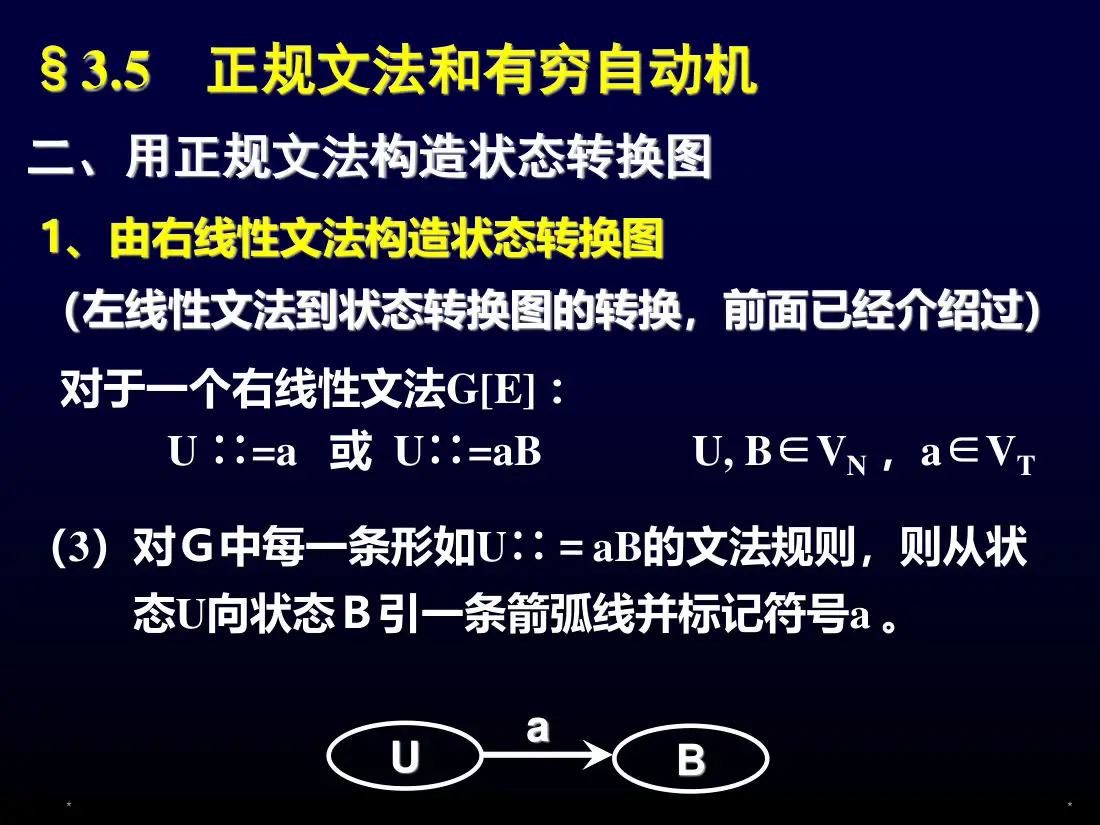 §3.5 正规文法和有穷自动机
二、用正规文法构造状态转换图
1、由右线性文法构造状态转换图
（左线性文法到状态转换图的转换，前面已经介绍过）
对于一个右线性文法G[E]：
U ∷=a 或 U∷=aB U, B∈VN ，a∈VT
（3）对G中每一条形如U∷＝aB的文法规则，则从状
态U向状态B引一条箭弧线并标记符号a 。
a
U B
* *